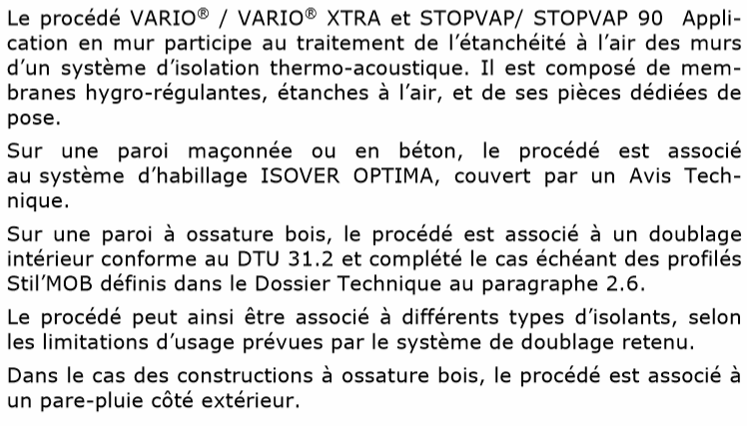 Le procédé VARIO® / VARIO® XTRA et STOPVAP/ STOPVAP 90 Appli-
cation en mur participe au traitement de l’étanchéité à l’air des murs
d’un système d’isolation thermo-acoustique. Il est composé de mem-
branes hygro-régulantes, étanches à l’air, et de ses pièces dédiées de
pose.
Sur une paroi maçonnée ou en béton, le procédé est associé
au système d’habillage ISOVER OPTIMA, couvert par un Avis Tech-
nique.
Sur une paroi à ossature bois, le procédé est associé à un doublage
intérieur conforme au DTU 31.2 et complété le cas échéant des profilés
Stil’MOB définis dans le Dossier Technique au paragraphe 2.6.
Le procédé peut ainsi être associé à différents types d’isolants, selon
les limitations d’usage prévues par le système de doublage retenu.
Dans le cas des constructions à ossature bois, le procédé est associé à
un pare-pluie côté extérieur.